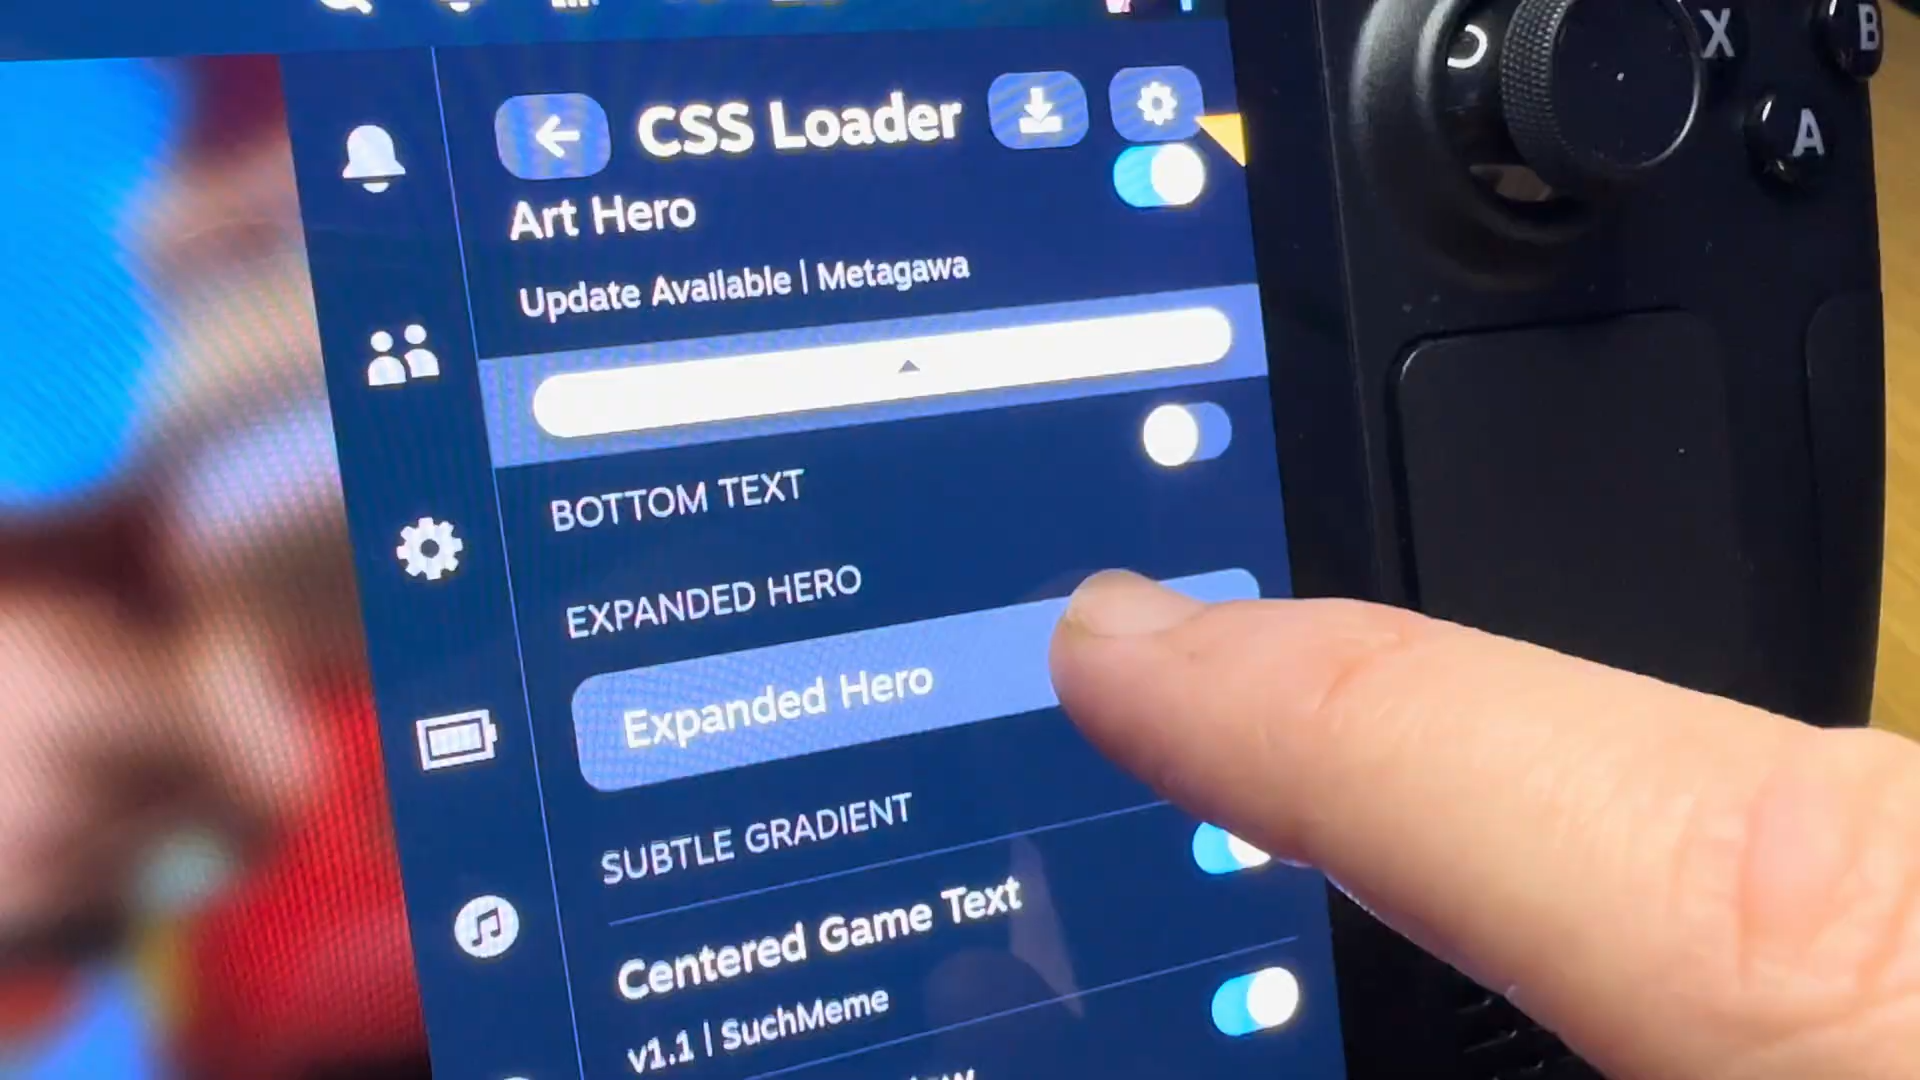 CSS Loader
Art Hero
Update Available | Metagawa
BOTTOM TEXT
EXPANDED HERO
Expanded Hero
SUBTLE GRADIENT
Centered Game Text
v1.1 | SuchMeme
X
B
A